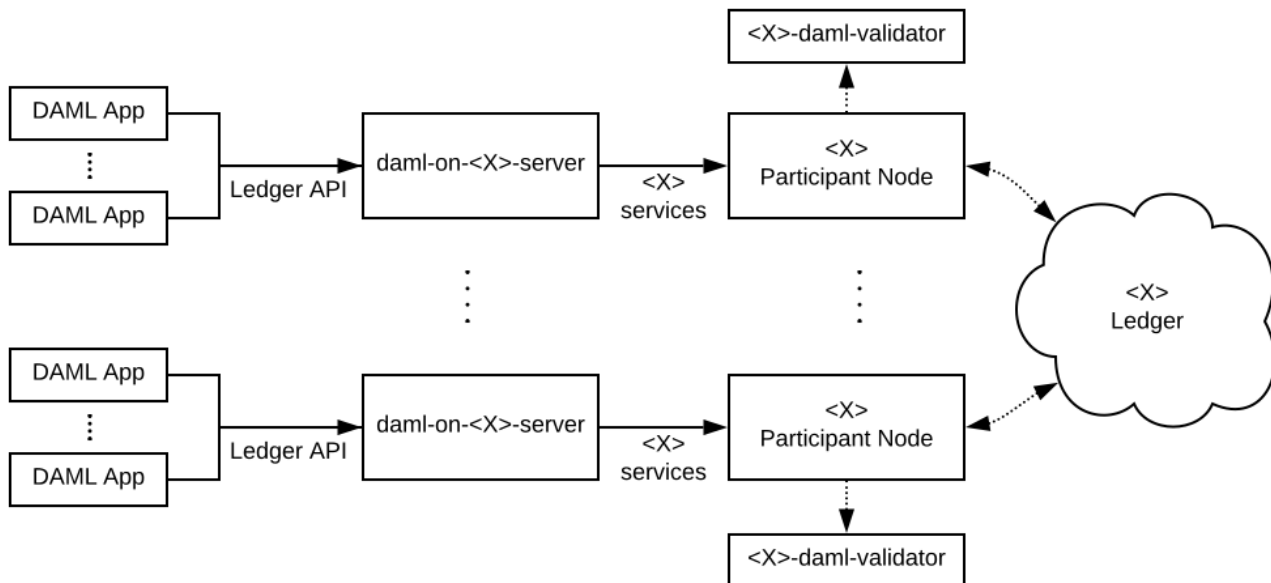 <X>-daml-validator
DAML App
DAML App
Ledger API
daml-on-<X>-server
<X>
services
<X>
Participant Node
<X>
Ledger
DAML App
DAML App
Ledger API
daml-on-<X>-server
<X>
services
<X>
Participant Node
<X>-daml-validator